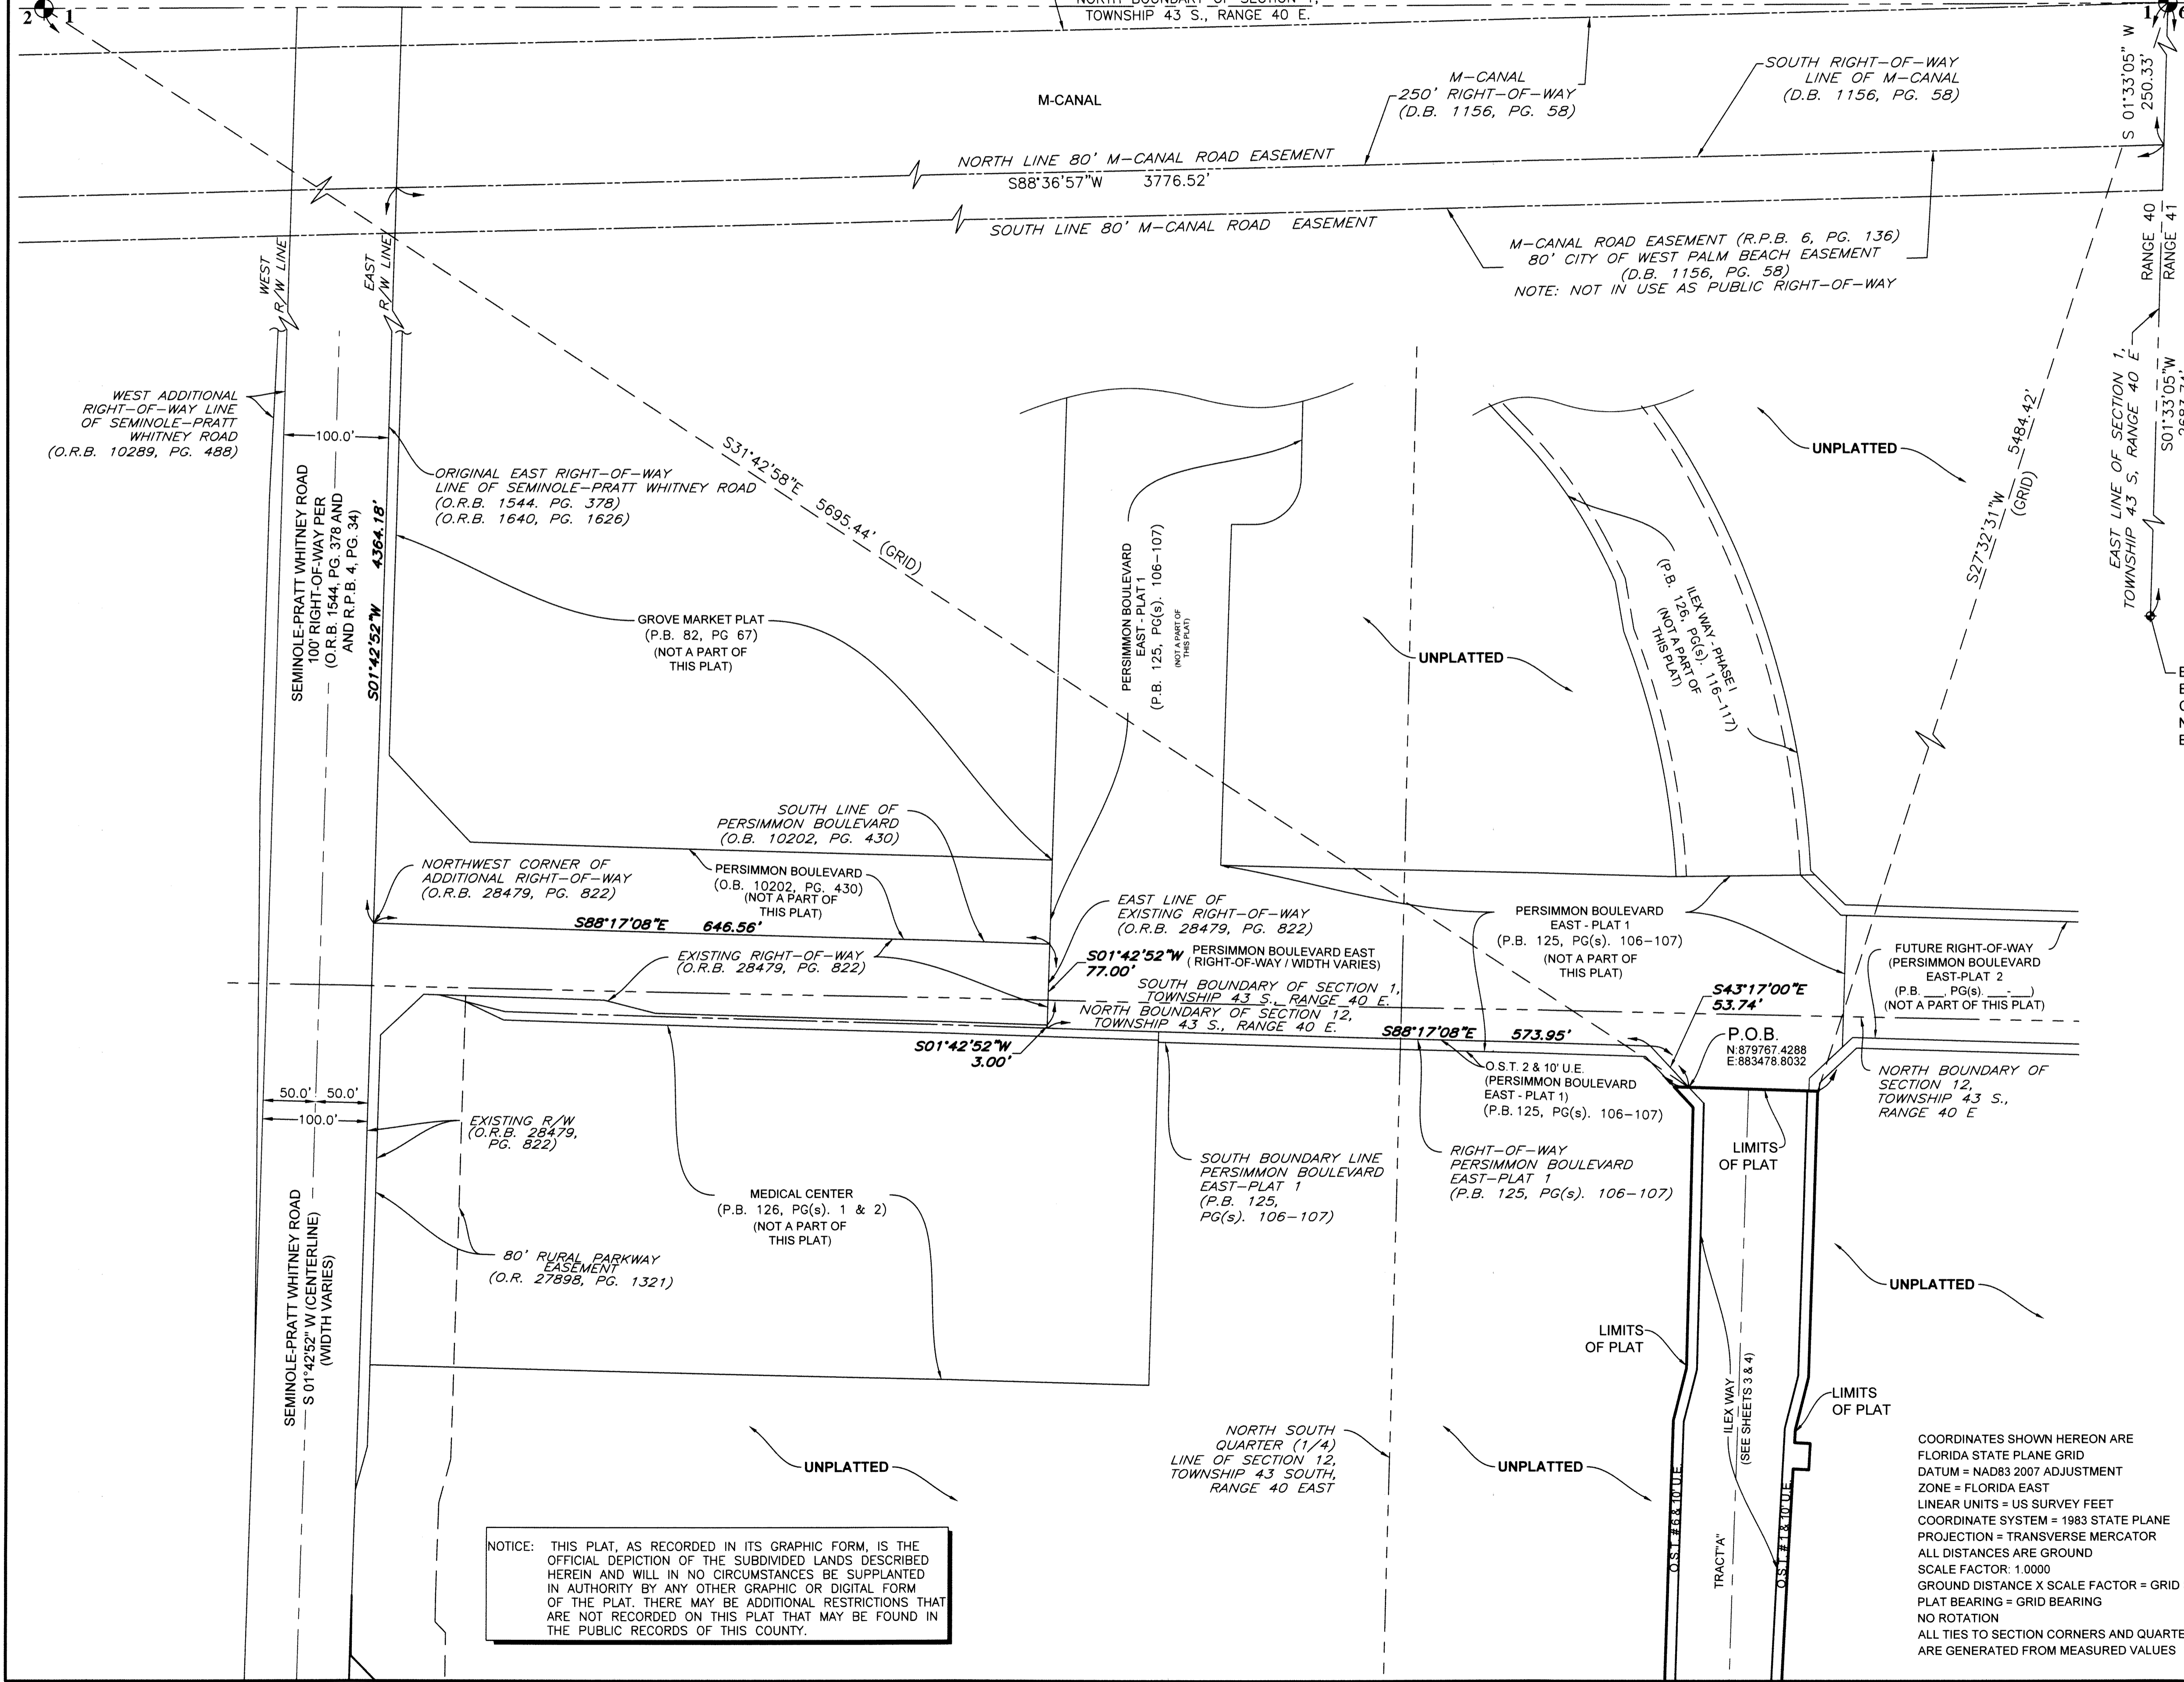 2
1
NORTH BOUNDARY OF SECTION 1,
TOWNSHIP 43 S., RANGE 40 E.
1
6
S 01°33'05" W
250.33'
M-CANAL
M-CANAL
250' RIGHT-OF-WAY
(D.B. 1156, PG. 58)
SOUTH RIGHT-OF-WAY
LINE OF M-CANAL
(D.B. 1156, PG. 58)
NORTH LINE 80' M-CANAL ROAD EASEMENT
S88°36'57"W 3776.52'
SOUTH LINE 80' M-CANAL ROAD EASEMENT
M-CANAL ROAD EASEMENT (R.P.B. 6, PG. 136)
80' CITY OF WEST PALM BEACH EASEMENT
(D.B. 1156, PG. 58)
NOTE: NOT IN USE AS PUBLIC RIGHT-OF-WAY
RANGE 40
RANGE 41
WEST
R/W LINE
EAST
R/W LINE
EAST LINE OF SECTION 1,
TOWNSHIP 43 S, RANGE 40 E
S01°33'05"W
WEST ADDITIONAL
RIGHT-OF-WAY LINE
OF SEMINOLE-PRATT
WHITNEY ROAD
(O.R.B. 10289, PG. 488)
100.0'
ORIGINAL EAST RIGHT-OF-WAY
LINE OF SEMINOLE-PRATT WHITNEY ROAD
(O.R.B. 1544. PG. 378)
(O.R.B. 1640, PG. 1626)
SEMINOLE-PRATT WHITNEY ROAD
100' RIGHT-OF-WAY PER
(O.R.B. 1544, PG. 378 AND
AND R.P.B. 4, PG. 34)
S01°42'52"W 4364.18'
S31°42'58"E 5695.44' (GRID)
GROVE MARKET PLAT
(P.B. 82, PG 67)
(NOT A PART OF
THIS PLAT)
PERSIMMON BOULEVARD
EAST - PLAT 1
(P.B. 125, PG(s). 106-107)
(NOT A PART OF
THIS PLAT)
UNPLATTED
UNPLATTED
ILEX WAY - PHASE I
(P.B. 126, PG(s). 116-117)
(NOT A PART OF
THIS PLAT)
S27°32'31"W 5484.42'
(GRID)
SOUTH LINE OF
PERSIMMON BOULEVARD
(O.B. 10202, PG. 430)
NORTHWEST CORNER OF
ADDITIONAL RIGHT-OF-WAY
(O.R.B. 28479, PG. 822)
PERSIMMON BOULEVARD
(O.B. 10202, PG. 430)
(NOT A PART OF
THIS PLAT)
S88°17'08"E 646.56'
EXISTING RIGHT-OF-WAY
(O.R.B. 28479, PG. 822)
EAST LINE OF
EXISTING RIGHT-OF-WAY
(O.R.B. 28479, PG. 822)
S01°42'52"W
77.00'
PERSIMMON BOULEVARD EAST
( RIGHT-OF-WAY / WIDTH VARIES)
SOUTH BOUNDARY OF SECTION 1,
TOWNSHIP 43 S., RANGE 40 E.
NORTH BOUNDARY OF SECTION 12,
TOWNSHIP 43 S., RANGE 40 E.
S01°42'52"W
3.00'
PERSIMMON BOULEVARD
EAST - PLAT 1
(P.B. 125, PG(s). 106-107)
(NOT A PART OF
THIS PLAT)
S88°17'08"E 573.95'
S43°17'00"E
53.74'
P.O.B.
N:879767.4288
E:883478.8032
FUTURE RIGHT-OF-WAY
(PERSIMMON BOULEVARD
EAST-PLAT 2
(P.B. ___, PG(s). ___-___)
(NOT A PART OF THIS PLAT)
O.S.T. 2 & 10' U.E.
(PERSIMMON BOULEVARD
EAST - PLAT 1)
(P.B. 125, PG(s). 106-107)
NORTH BOUNDARY OF
SECTION 12,
TOWNSHIP 43 S.,
RANGE 40 E
50.0' 50.0'
100.0'
EXISTING R/W
(O.R.B. 28479,
PG. 822)
SOUTH BOUNDARY LINE
PERSIMMON BOULEVARD
EAST-PLAT 1
(P.B. 125,
PG(s). 106-107)
RIGHT-OF-WAY
PERSIMMON BOULEVARD
EAST-PLAT 1
(P.B. 125, PG(s). 106-107)
LIMITS
OF PLAT
MEDICAL CENTER
(P.B. 126, PG(s). 1 & 2)
(NOT A PART OF
THIS PLAT)
80' RURAL PARKWAY
EASEMENT
(O.R. 27898, PG. 1321)
SEMINOLE-PRATT WHITNEY ROAD
S 01°42'52" W (CENTERLINE)
(WIDTH VARIES)
UNPLATTED
LIMITS
OF PLAT
LIMITS
OF PLAT
ILEX WAY
(SEE SHEETS 3 & 4)
TRACT"A"
O.S.T. #6 & 10' U.E.
O.S.T. #1 & 10' U.E.
NORTH SOUTH
QUARTER (1/4)
LINE OF SECTION 12,
TOWNSHIP 43 SOUTH,
RANGE 40 EAST
UNPLATTED
UNPLATTED
NOTICE: THIS PLAT, AS RECORDED IN ITS GRAPHIC FORM, IS THE
OFFICIAL DEPICTION OF THE SUBDIVIDED LANDS DESCRIBED
HEREIN AND WILL IN NO CIRCUMSTANCES BE SUPPLANTED
IN AUTHORITY BY ANY OTHER GRAPHIC OR DIGITAL FORM
OF THE PLAT. THERE MAY BE ADDITIONAL RESTRICTIONS THAT
ARE NOT RECORDED ON THIS PLAT THAT MAY BE FOUND IN
THE PUBLIC RECORDS OF THIS COUNTY.
COORDINATES SHOWN HEREON ARE
FLORIDA STATE PLANE GRID
DATUM = NAD83 2007 ADJUSTMENT
ZONE = FLORIDA EAST
LINEAR UNITS = US SURVEY FEET
COORDINATE SYSTEM = 1983 STATE PLANE
PROJECTION = TRANSVERSE MERCATOR
ALL DISTANCES ARE GROUND
SCALE FACTOR: 1.0000
GROUND DISTANCE X SCALE FACTOR = GRID
PLAT BEARING = GRID BEARING
NO ROTATION
ALL TIES TO SECTION CORNERS AND QUARTE
ARE GENERATED FROM MEASURED VALUES